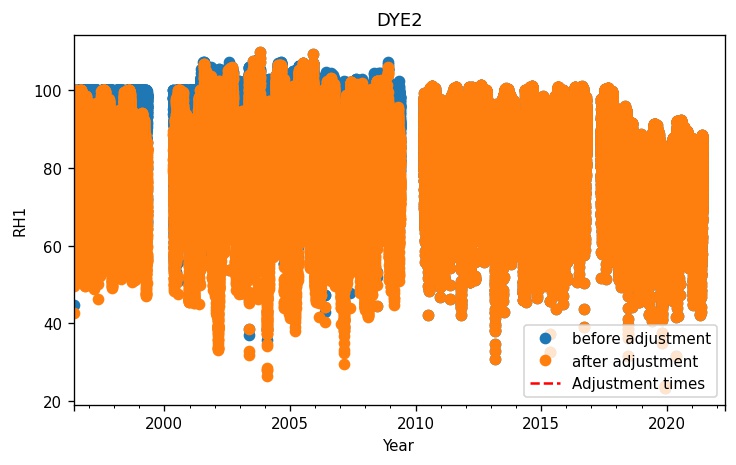 DYE2
RH1
100
80
60
40
20
before adjustment
after adjustment
Adjustment times
2000 2005 2010 2015 2020
Year